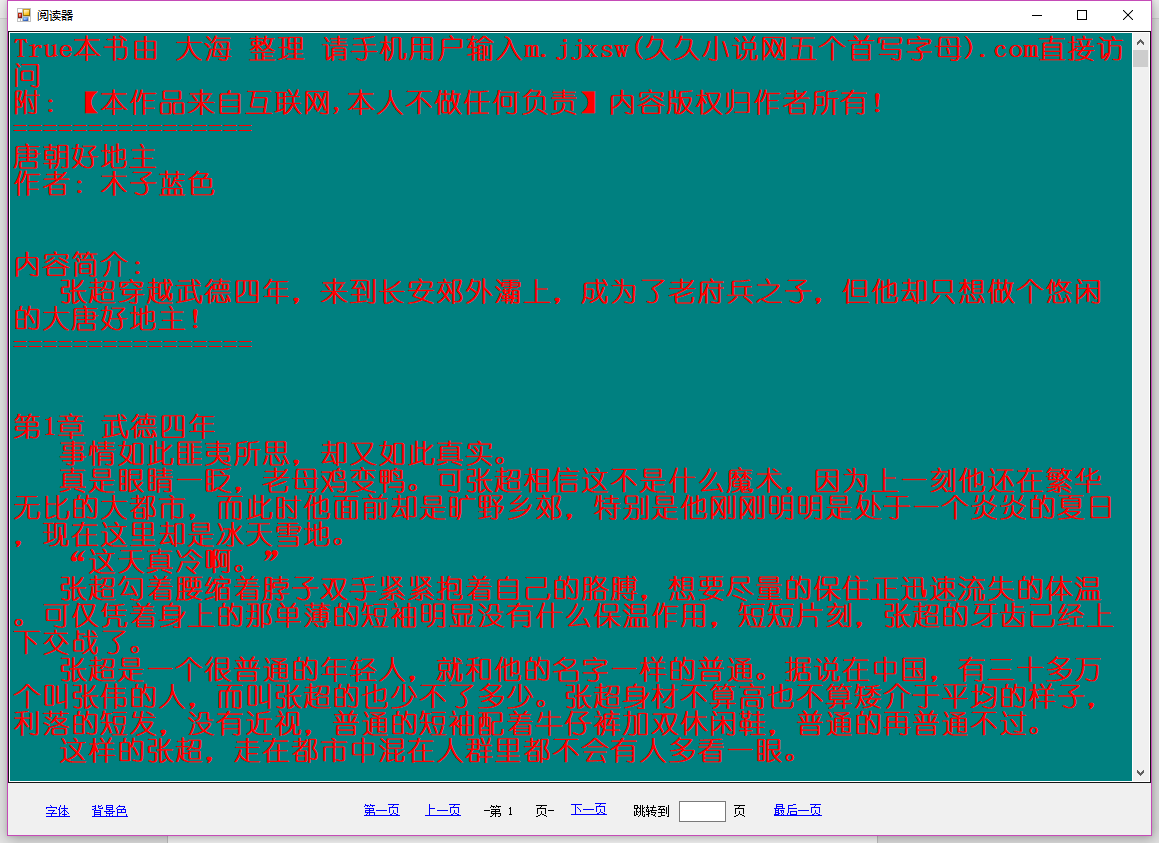 阅读器
True本书由 大海 整理 请手机用户输入m.jjxsw(久久小说网五个首写字母).com直接访
问
附: 【本作品来自互联网,本人不做任何负责】内容版权归作者所有!
================
唐朝好地主
作者: 木子蓝色
内容简介:
张超穿越武德四年，来到长安郊外灞上，成为了老府兵之子，但他却只想做个悠闲
的大唐好地主!
================
第1章 武德四年
事情如此匪夷所思，却又如此真实。
真是眼睛一眨，老母鸡变鸭。可张超相信这不是什么魔术，因为上一刻他还在繁华
无比的大都市，而此时他面前却是旷野乡郊，特别是他刚刚明明是处于一个炎炎的夏日
，现在这里却是冰天雪地。
“这天真冷啊。”
张超勾着腰缩着脖子双手紧紧抱着自己的胳膊，想要尽量的保住正迅速流失的体温
。可仅凭着身上的那单薄的短袖明显没有什么保温作用，短短片刻，张超的牙齿已经上
下交战了。
张超是一个很普通的年轻人，就和他的名字一样的普通。据说在中国，有三十多万
个叫张伟的人，而叫张超的也少不了多少。张超身材不算高也不算矮介于平均的样子，
利落的短发，没有近视，普通的短袖配着牛仔裤加双休闲鞋，普通的再普通不过。
这样的张超，走在都市中混在人群里都不会有人多看一眼。
字体 背景色 第一页 上一页 -第 1 页- 下一页 跳转到 页 最后一页